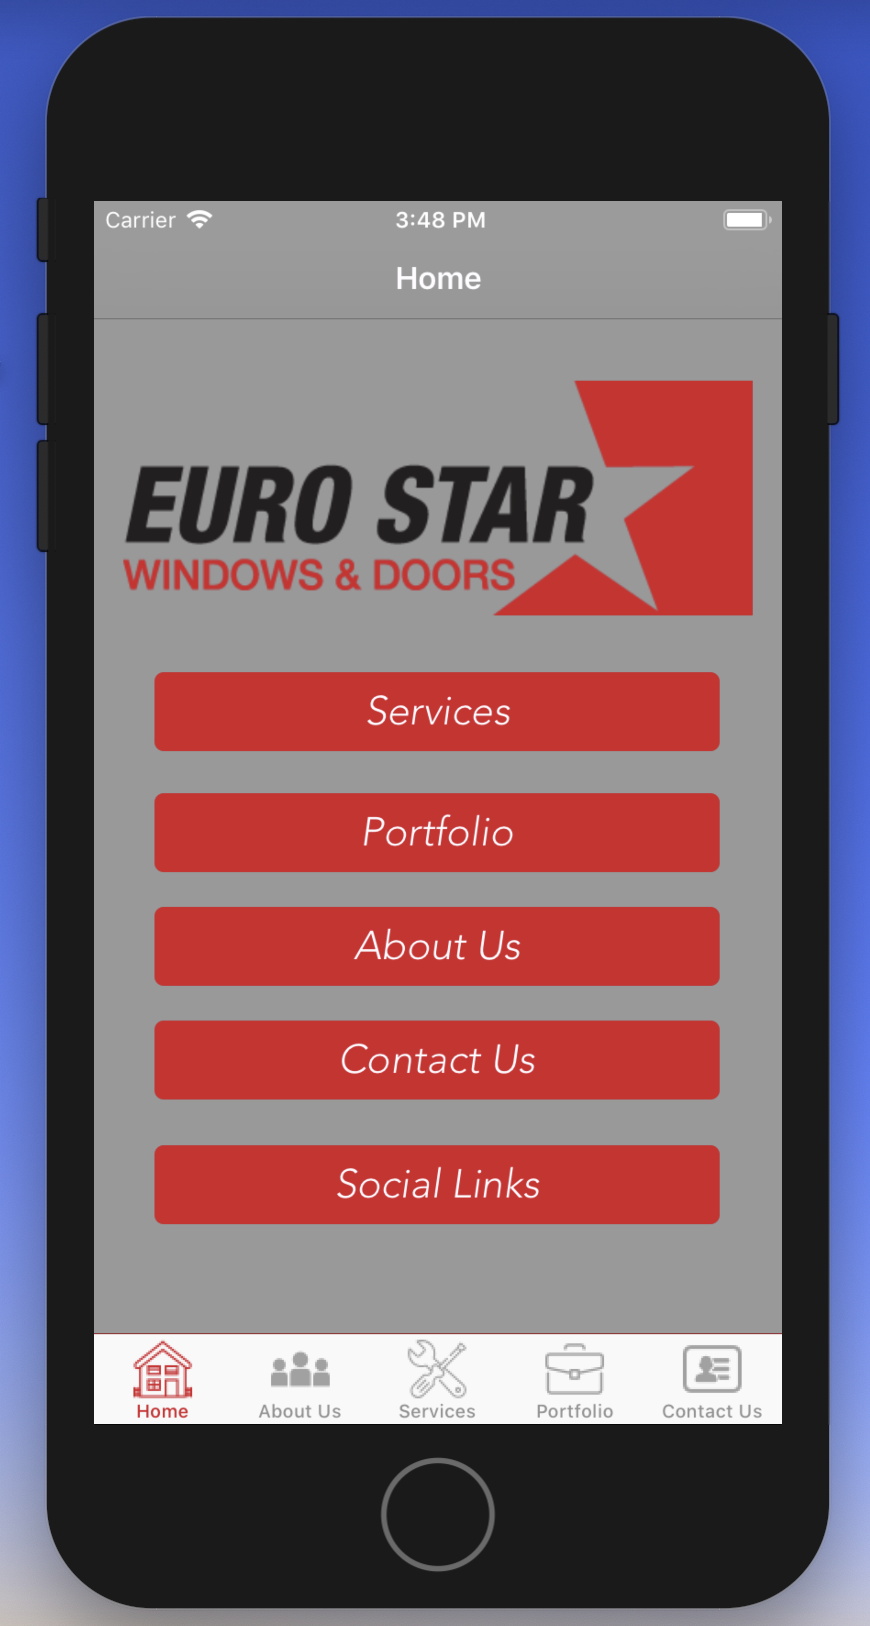 Carrier
3:48 PM
Home
EURO STAR
WINDOWS & DOORS
Services
Portfolio
About Us
Contact Us
Social Links
Home
About Us
Services
Portfolio
Contact Us